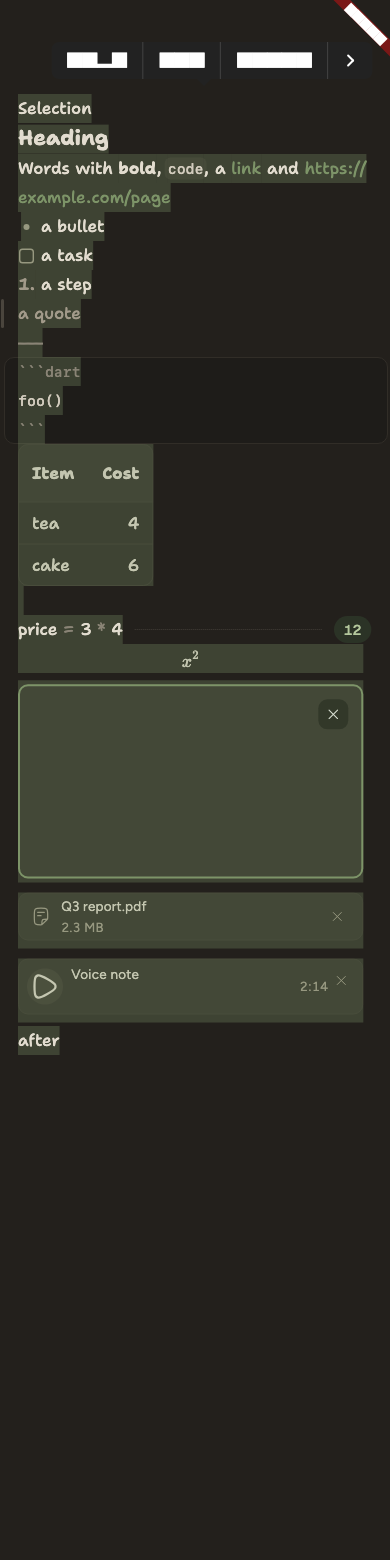 Selection
Heading
Words with bold, code, a link and https://
example.com/page
• a bullet
a task
1. a step
a quote
```dart
foo()
```
Item Cost
tea 4
cake 6
price = 3 * 4 12
x²
Q3 report.pdf
2.3 MB
Voice note
2:14
after